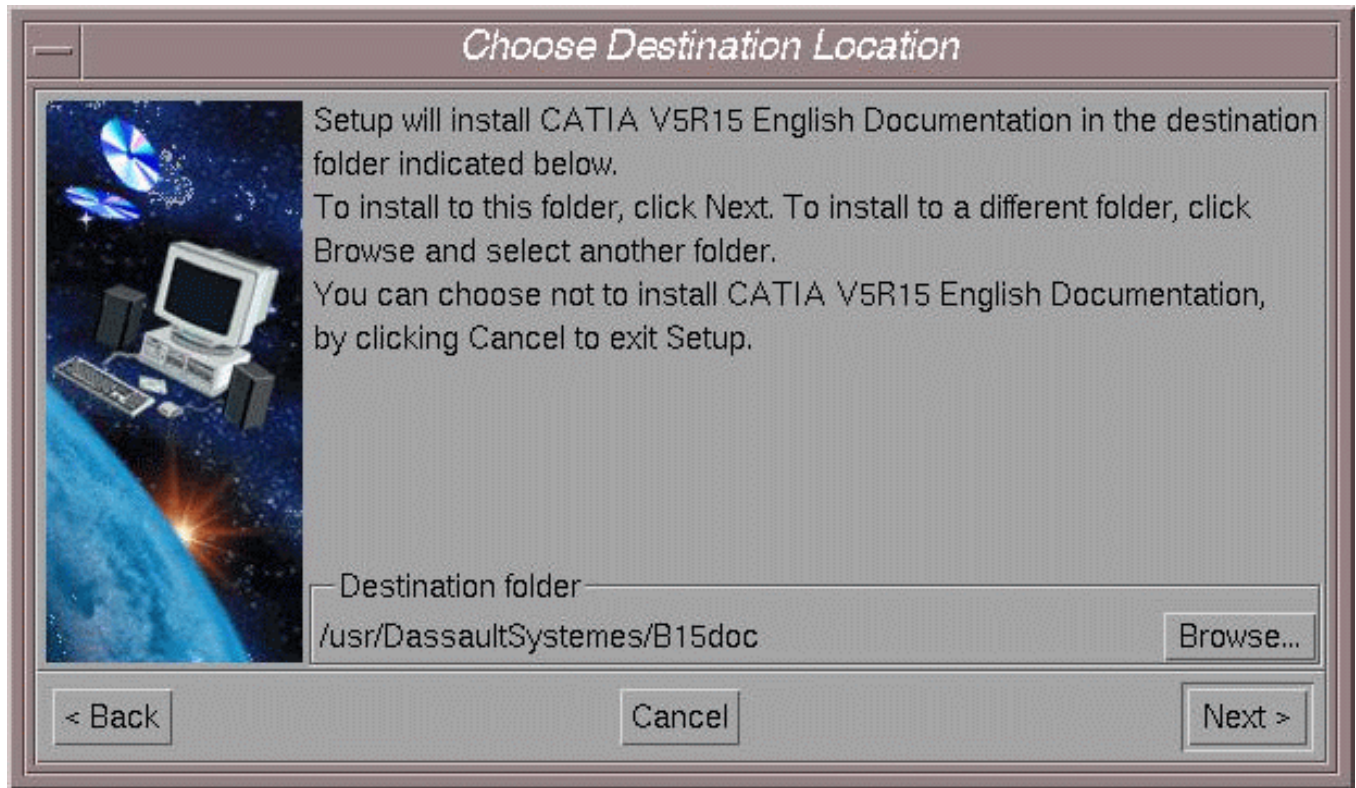 Choose Destination Location
Setup will install CATIA V5R15 English Documentation in the destination
folder indicated below.
To install to this folder, click Next. To install to a different folder, click
Browse and select another folder.
You can choose not to install CATIA V5R15 English Documentation,
by clicking Cancel to exit Setup.
Destination folder
/usr/DassaultSystemes/B15doc
Browse...
< Back
Cancel
Next >